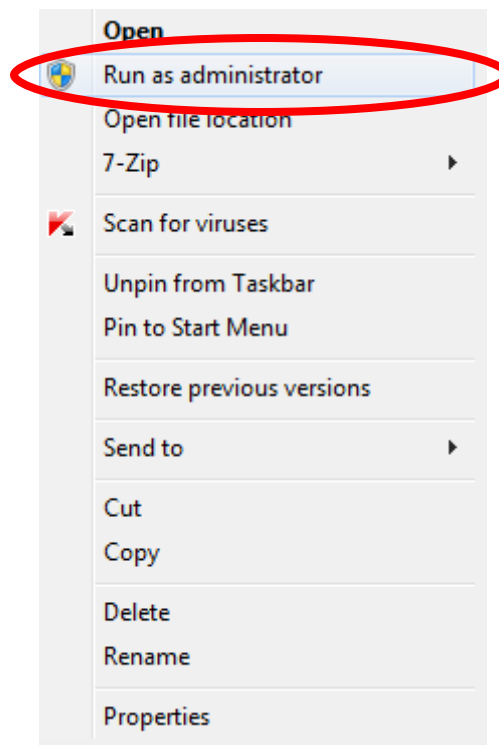 Open
Run as administrator
Open file location
7-Zip
Scan for viruses
Unpin from Taskbar
Pin to Start Menu
Restore previous versions
Send to
Cut
Copy
Delete
Rename
Properties